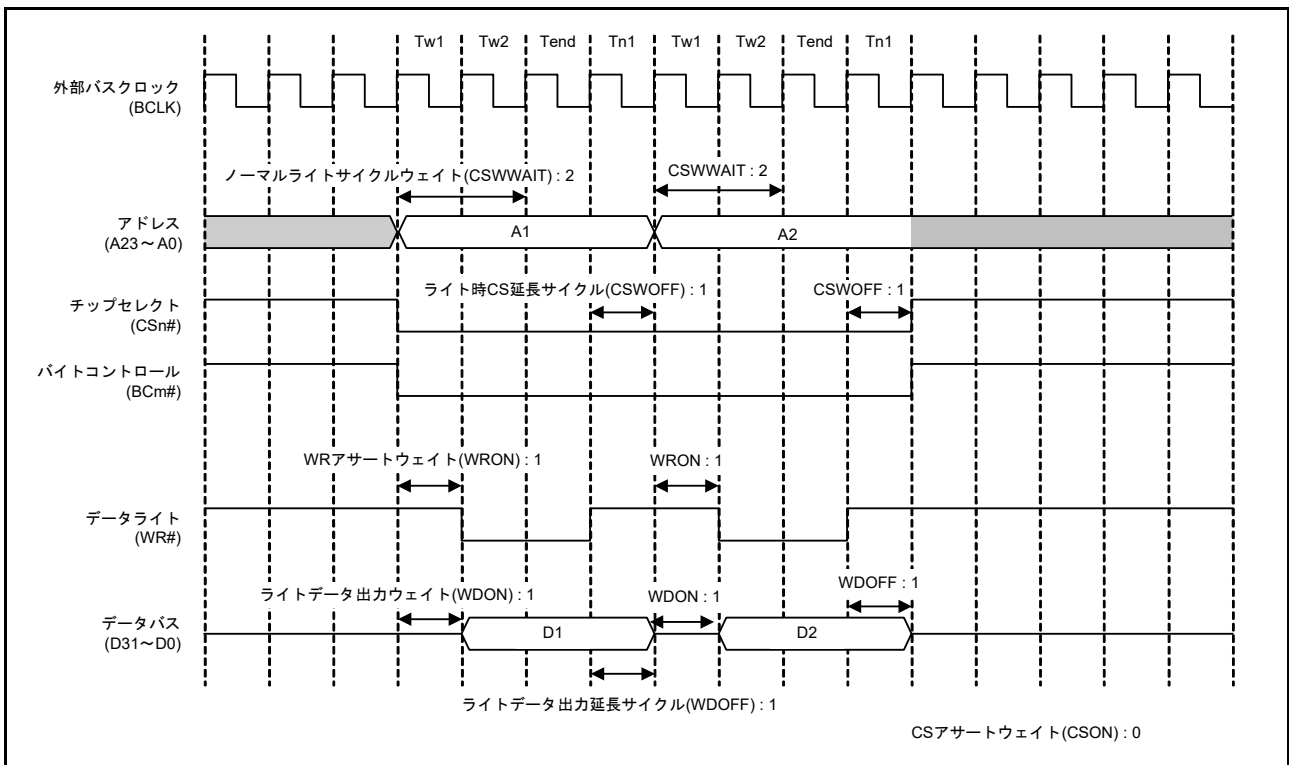 Tw1 Tw2 Tend Tn1 Tw1 Tw2 Tend Tn1
外部バスクロック
(BCLK)
ノーマルライトサイクルウェイト(CSWWAIT) : 2
CSWWAIT : 2
アドレス
(A23～A0)
A1
A2
ライト時CS延長サイクル(CSWOFF) : 1
CSWOFF : 1
チップセレクト
(CSn#)
バイトコントロール
(BCm#)
WRアサートウェイト(WRON) : 1
WRON : 1
データライト
(WR#)
WDOFF : 1
ライトデータ出力ウェイト(WDON) : 1
WDON : 1
データバス
(D31～D0)
D1
D2
ライトデータ出力延長サイクル(WDOFF) : 1
CSアサートウェイト(CSON) : 0